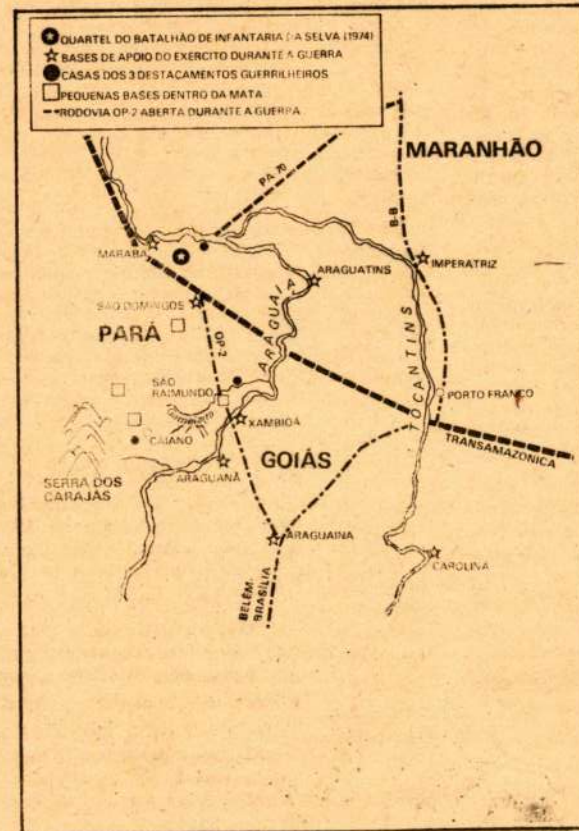 QUARTEL DO BATALHÃO DE INFANTARIA DA SELVA (1974)
BASES DE APOIO DO EXERCITO DURANTE A GUERRA
CASAS DOS 3 DESTACAMENTOS GUERRILHEIROS
PEQUENAS BASES DENTRO DA MATA
RODOVIA OP-2 ABERTA DURANTE A GUERRA
MARANHÃO
PA 70
B-B
MARABÁ
IMPERATRIZ
ARAGUATINS
SÃO DOMINGOS
PARÁ
OP-2
ARAGUAIA
TOCANTINS
SÃO
RAIMUNDO
PORTO FRANCO
XAMBIOÁ
CAIANO
GOIÁS
TRANSAMAZÔNICA
ARAGUANÃ
SERRA DOS
CARAJÁS
ARAGUAINA
CAROLINA
BELÉM-
BRASÍLIA